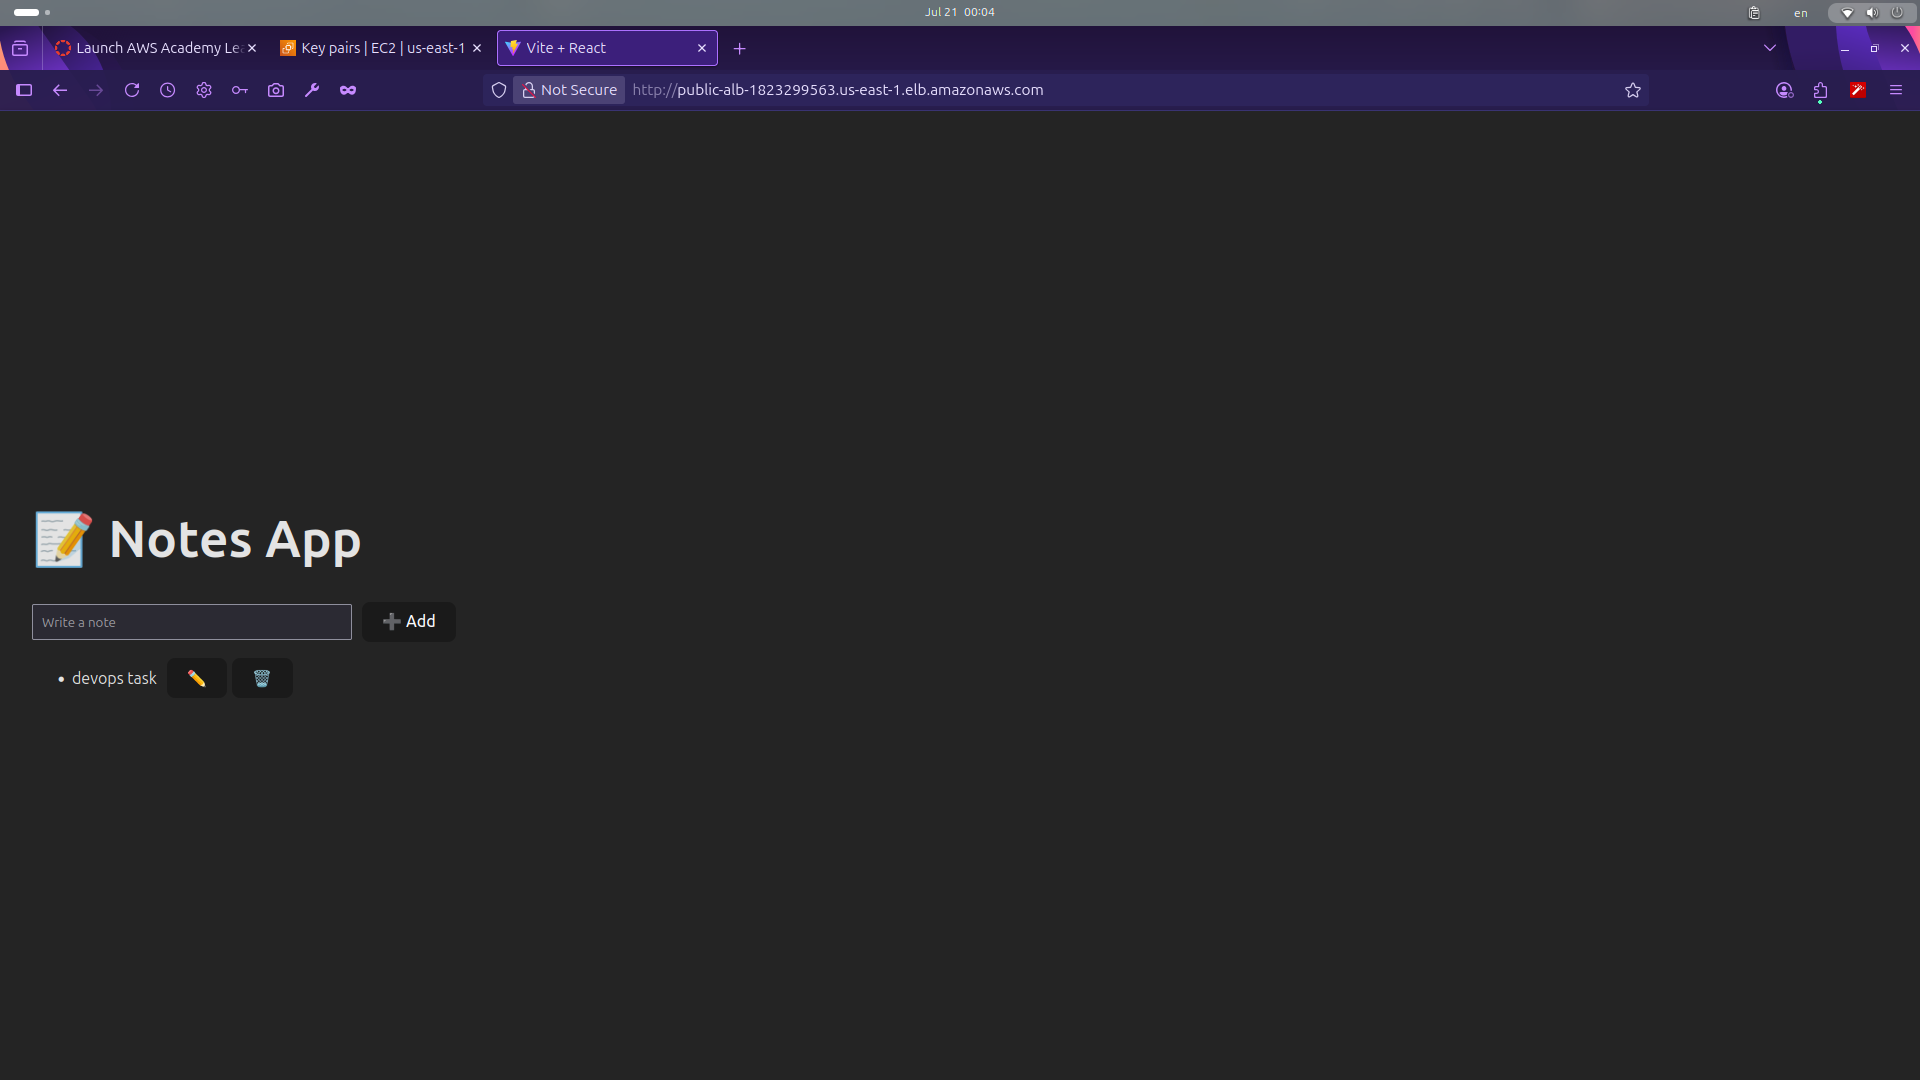 Jul 21 00:04
en
Launch AWS Academy Le
Key pairs | EC2 | us-east-1
Vite + React
Not Secure
http://public-alb-1823299563.us-east-1.elb.amazonaws.com
Notes App
Write a note
Add
devops task